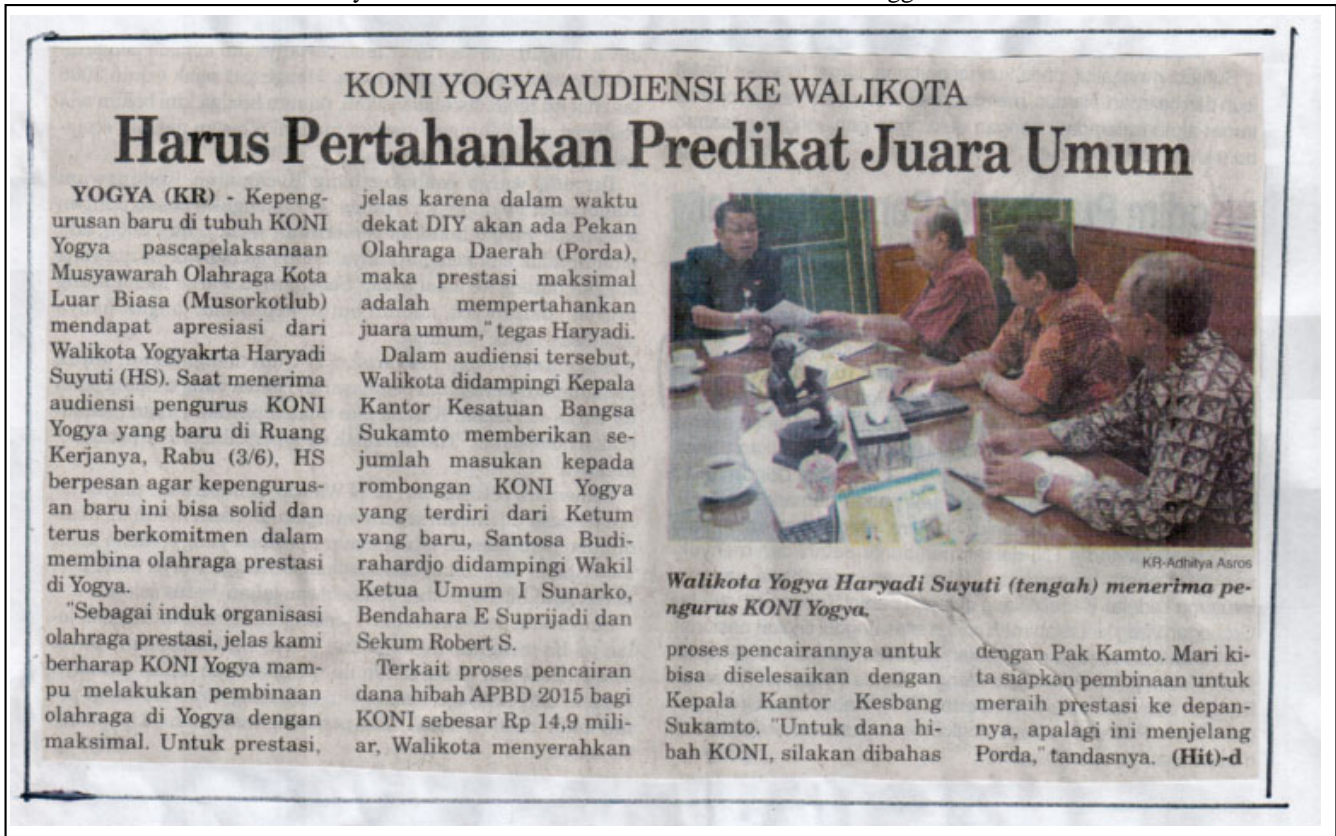 KONI YOGYA AUDIENSI KE WALIKOTA
Harus Pertahankan Predikat Juara Umum
YOGYA (KR) - Kepeng-
urusan baru di tubuh KONI
Yogya pascapelaksanaan
Musyawarah Olahraga Kota
Luar Biasa (Musorkotlub)
mendapat apresiasi dari
Walikota Yogyakrta Haryadi
Suyuti (HS). Saat menerima
audiensi pengurus KONI
Yogya yang baru di Ruang
Kerjanya, Rabu (3/6), HS
berpesan agar kepengurus-
an baru ini bisa solid dan
terus berkomitmen dalam
membina olahraga prestasi
di Yogya.
"Sebagai induk organisasi
olahraga prestasi, jelas kami
berharap KONI Yogya mam-
pu melakukan pembinaan
olahraga di Yogya dengan
maksimal. Untuk prestasi,
jelas karena dalam waktu
dekat DIY akan ada Pekan
Olahraga Daerah (Porda),
maka prestasi maksimal
adalah mempertahankan
juara umum," tegas Haryadi.
Dalam audiensi tersebut,
Walikota didampingi Kepala
Kantor Kesatuan Bangsa
Sukamto memberikan se-
jumlah masukan kepada
rombongan KONI Yogya
yang terdiri dari Ketum
yang baru, Santosa Budi-
rahardjo didampingi Wakil
Ketua Umum I Sunarko,
Bendahara E Suprijadi dan
Sekum Robert S.
Terkait proses pencairan
dana hibah APBD 2015 bagi
KONI sebesar Rp 14,9 mili-
ar, Walikota menyerahkan
KR-Adhitya Asros
Walikota Yogya Haryadi Suyuti (tengah) menerima pe-
ngurus KONI Yogya.
proses pencairannya untuk
bisa diselesaikan dengan
Kepala Kantor Kesbang
Sukamto. "Untuk dana hi-
bah KONI, silakan dibahas
dengan Pak Kamto. Mari ki-
ta siapkan pembinaan untuk
meraih prestasi ke depan-
nya, apalagi ini menjelang
Porda," tandasnya. (Hit)-d